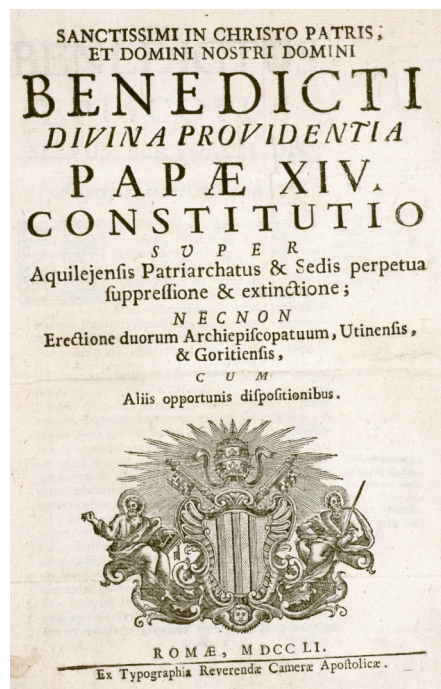 SANCTISSIMI IN CHRISTO PATRIS,
ET DOMINI NOSTRI DOMINI
BENEDICTI
DIVINA PROVIDENTIA
PAPÆ XIV.
CONSTITUTIO
SUPER
Aquilejenſis Patriarchatus & Sedis perpetua
ſuppreſſione & extinctione;
NECNON
Erectione duorum Archiepiſcopatuum, Utinenſis,
& Goritienſis,
CUM
Aliis opportunis diſpoſitionibus.
ROMÆ, MDCCLI.
Ex Typographia Reverendæ Cameræ Apoſtolicæ.